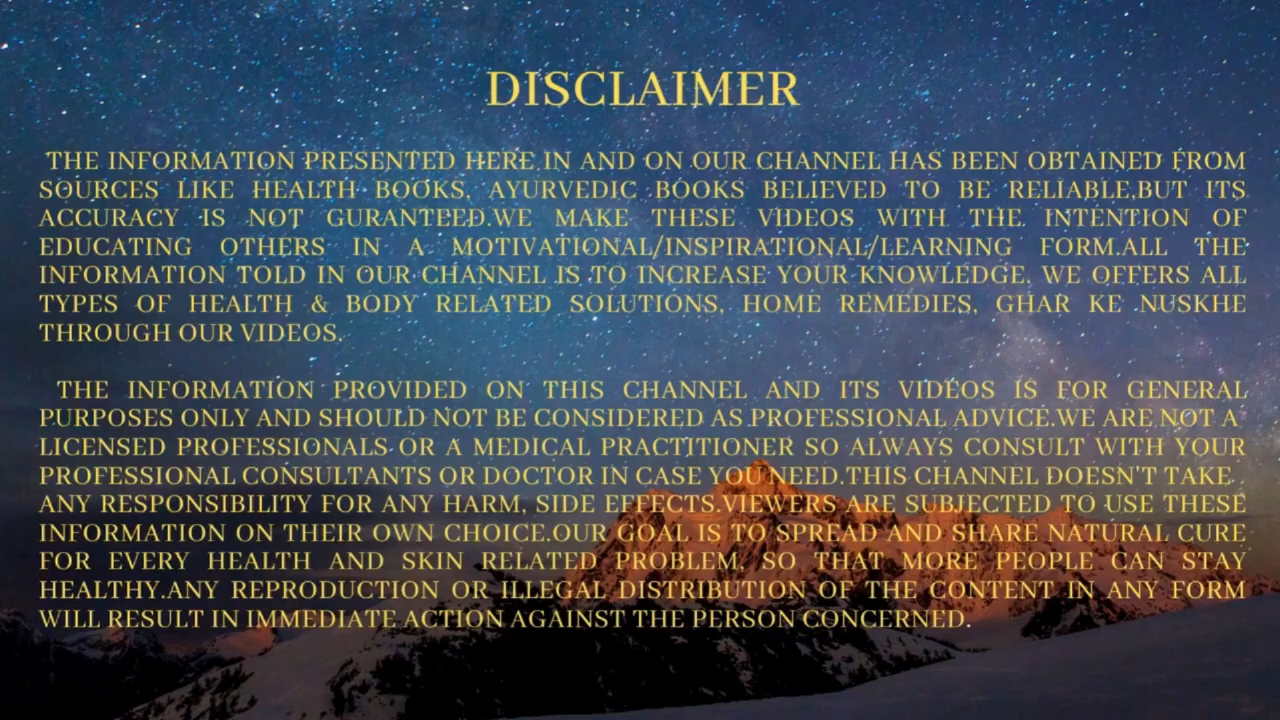 DISCLAIMER
THE INFORMATION PRESENTED HERE IN AND ON OUR CHANNEL HAS BEEN OBTAINED FROM
SOURCES LIKE HEALTH BOOKS, AYURVEDIC BOOKS BELIEVED TO BE RELIABLE,BUT ITS
ACCURACY IS NOT GURANTEED.WE MAKE THESE VIDEOS WITH THE INTENTION OF
EDUCATING OTHERS IN A MOTIVATIONAL/INSPIRATIONAL/LEARNING FORM.ALL THE
INFORMATION TOLD IN OUR CHANNEL IS TO INCREASE YOUR KNOWLEDGE, WE OFFERS ALL
TYPES OF HEALTH & BODY RELATED SOLUTIONS, HOME REMEDIES, GHAR KE NUSKHE
THROUGH OUR VIDEOS.
THE INFORMATION PROVIDED ON THIS CHANNEL AND ITS VIDEOS IS FOR GENERAL
PURPOSES ONLY AND SHOULD NOT BE CONSIDERED AS PROFESSIONAL ADVICE.WE ARE NOT A
LICENSED PROFESSIONALS OR A MEDICAL PRACTITIONER SO ALWAYS CONSULT WITH YOUR
PROFESSIONAL CONSULTANTS OR DOCTOR IN CASE YOU NEED.THIS CHANNEL DOESN'T TAKE
ANY RESPONSIBILITY FOR ANY HARM, SIDE EFFECTS.VIEWERS ARE SUBJECTED TO USE THESE
INFORMATION ON THEIR OWN CHOICE.OUR GOAL IS TO SPREAD AND SHARE NATURAL CURE
FOR EVERY HEALTH AND SKIN RELATED PROBLEM, SO THAT MORE PEOPLE CAN STAY
HEALTHY.ANY REPRODUCTION OR ILLEGAL DISTRIBUTION OF THE CONTENT IN ANY FORM
WILL RESULT IN IMMEDIATE ACTION AGAINST THE PERSON CONCERNED.